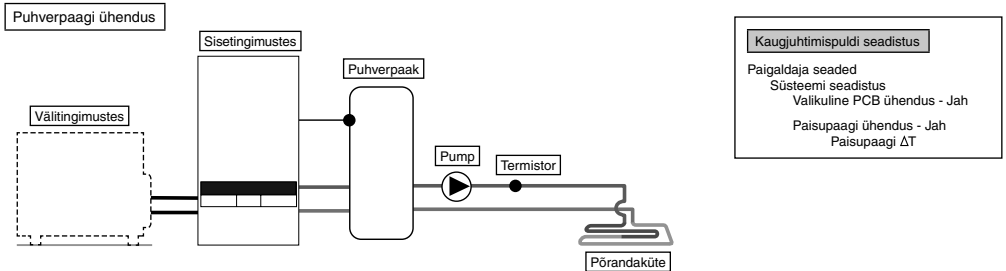 Puhverpaagi ühendus
Sisetingimustes
Puhverpaak
Välitingimustes
Pump
Termistor
Põrandaküte
Kaugjuhtimispuldi seadistus
Paigaldaja seaded
Süsteemi seadistus
Valikuline PCB ühendus - Jah
Paisupaagi ühendus - Jah
Paisupaagi ΔT